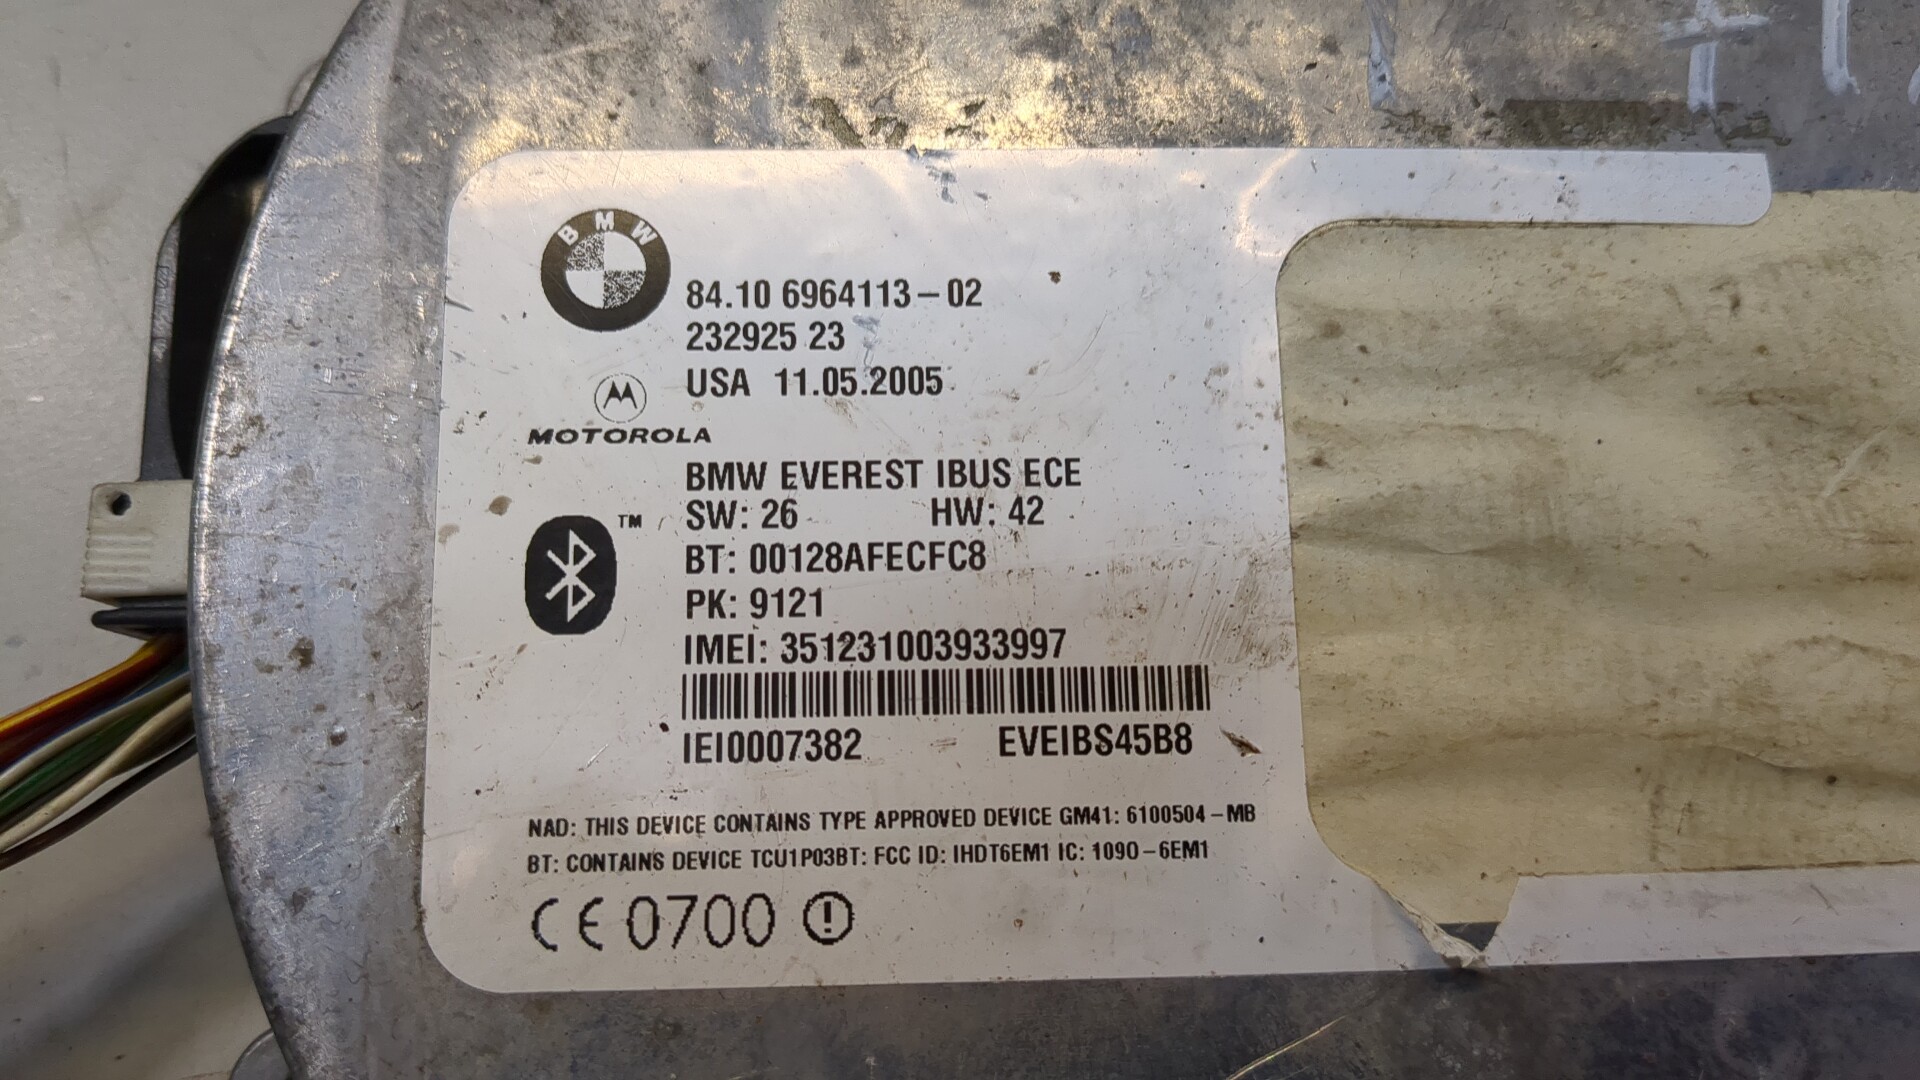 BMW
84.10 6964113-02
232925 23
USA 11.05.2005
MOTOROLA
BMW EVEREST IBUS ECE
TM SW: 26 HW: 42
BT: 00128AFECFC8
PK: 9121
IMEI: 351231003933997
IEI0007382 EVEIBS45B8
NAD: THIS DEVICE CONTAINS TYPE APPROVED DEVICE GM41: 6100504-MB
BT: CONTAINS DEVICE TCU1P03BT: FCC ID: IHDT6EM1 IC: 1090-6EM1
CE 0700